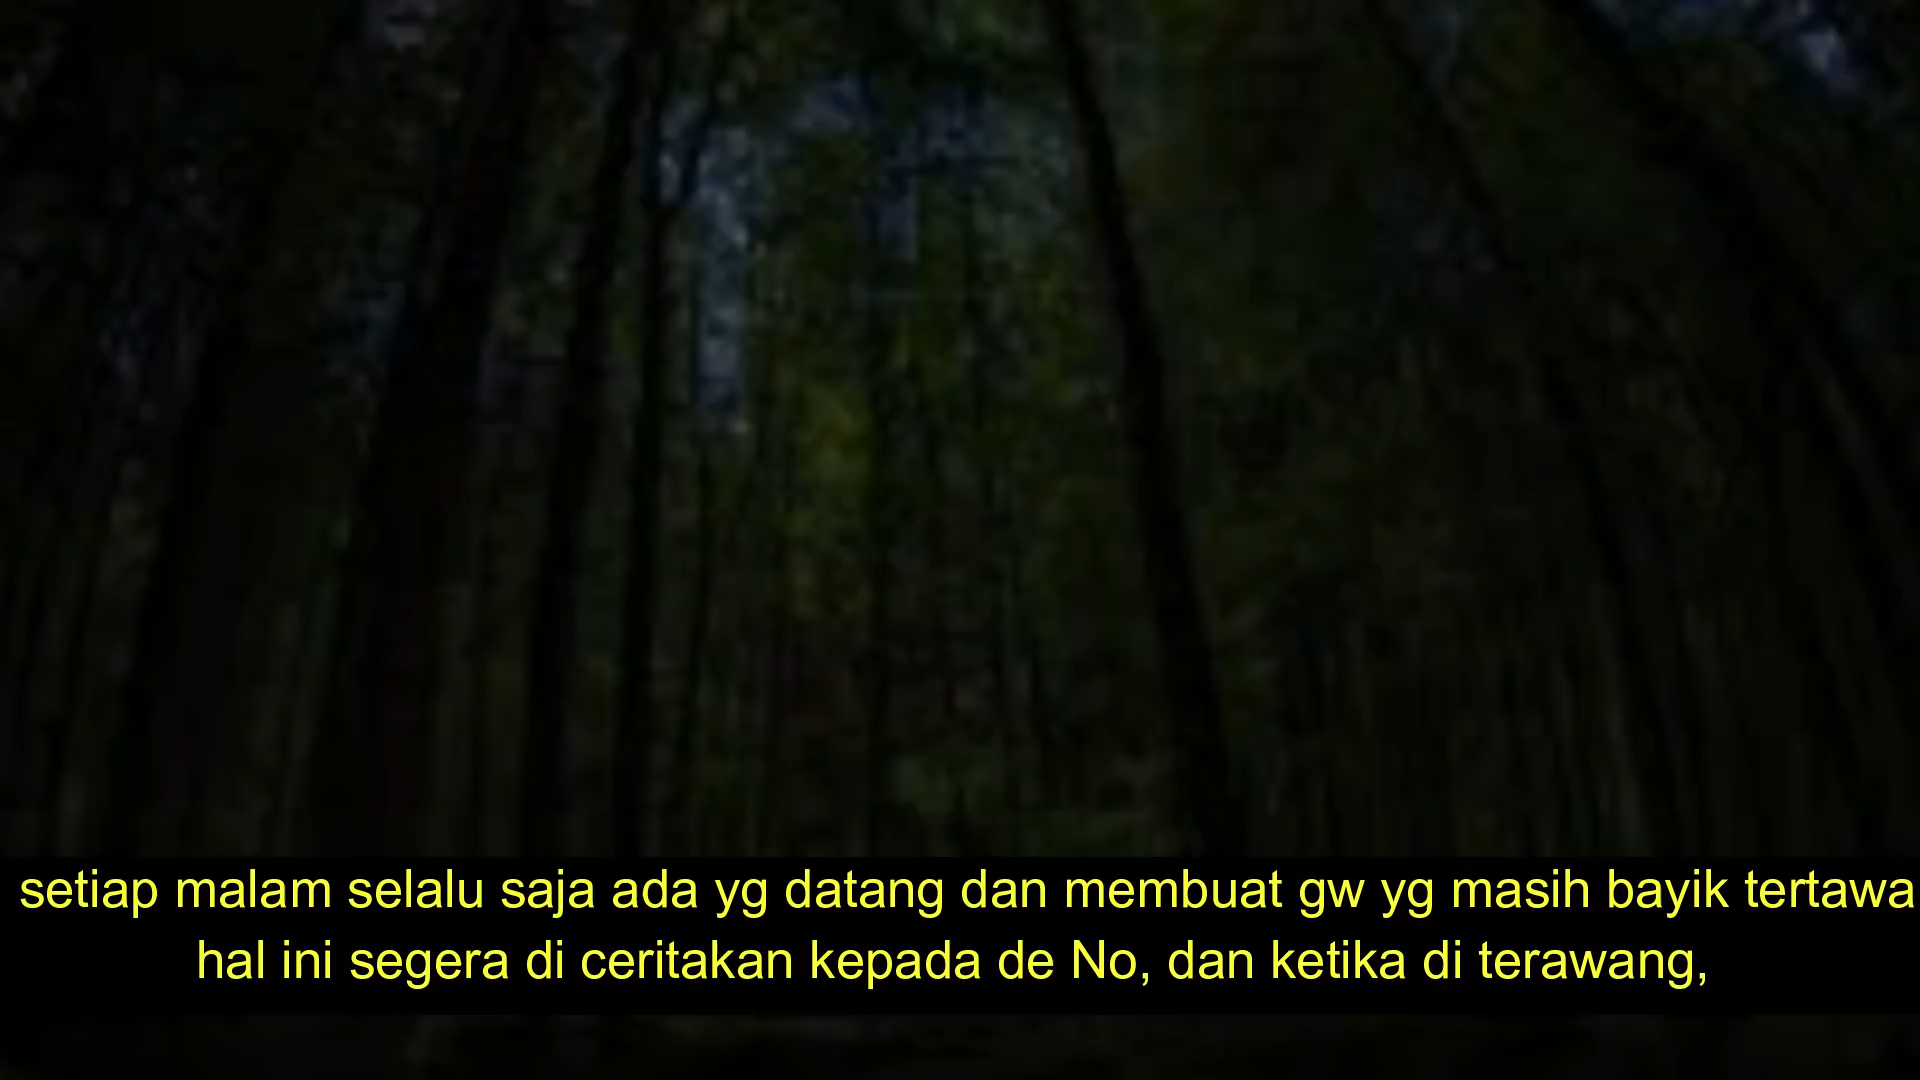 setiap malam selalu saja ada yg datang dan membuat gw yg masih bayik tertawa
hal ini segera di ceritakan kepada de No, dan ketika di terawang,